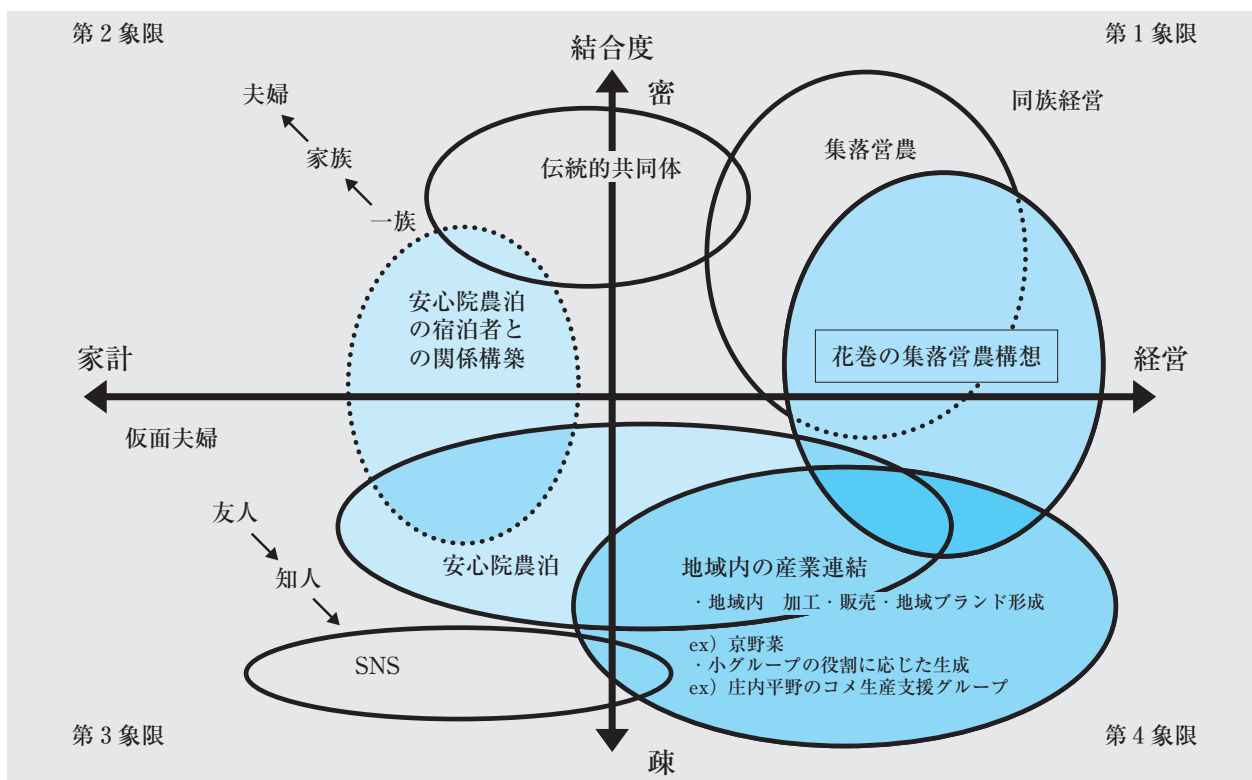 第2象限
第1象限
結合度
密
夫婦
家族
一族
同族経営
集落営農
伝統的共同体
安心院農泊
の宿泊者と
の関係構築
花巻の集落営農構想
家計
経営
仮面夫婦
友人
知人
安心院農泊
地域内の産業連結
・地域内　加工・販売・地域ブランド形成
ex）京野菜
・小グループの役割に応じた生成
ex）庄内平野のコメ生産支援グループ
SNS
第3象限
第4象限
疎